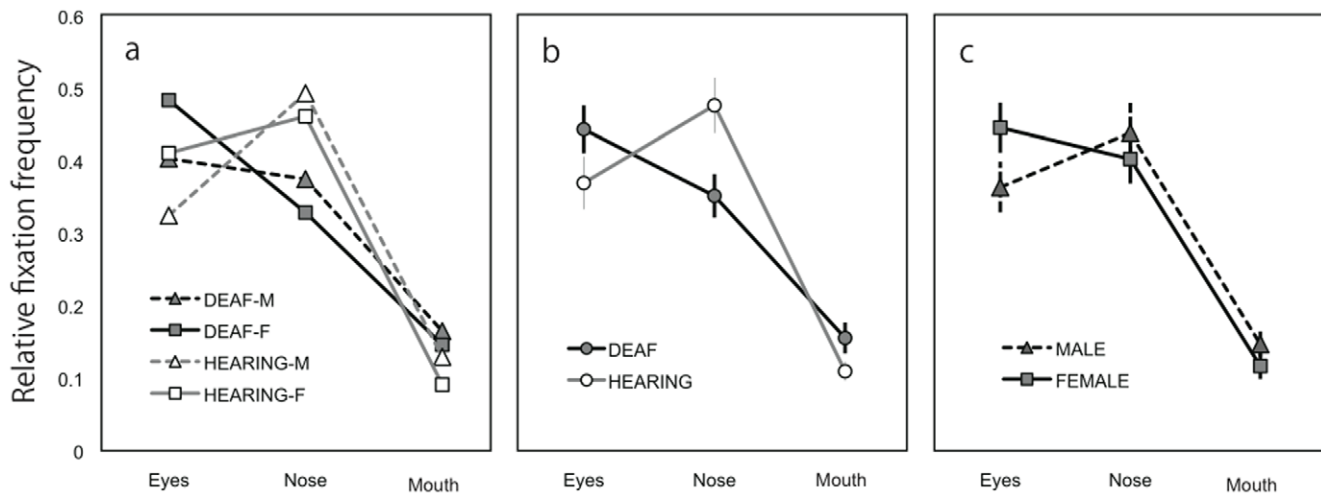 Relative fixation frequency
0.6
0.5
0.4
0.3
0.2
0.1
0
a
DEAF-M
DEAF-F
HEARING-M
HEARING-F
Eyes Nose Mouth
b
DEAF
HEARING
Eyes Nose Mouth
c
MALE
FEMALE
Eyes Nose Mouth